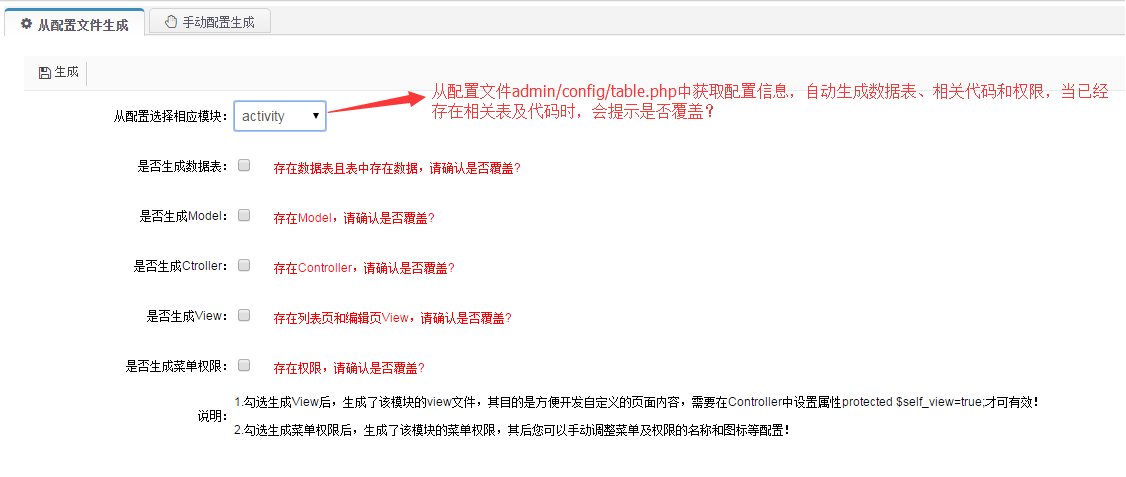 从配置文件生成 手动配置生成
生成
从配置文件admin/config/table.php中获取配置信息，自动生成数据表、相关代码和权限，当已经
存在相关表及代码时，会提示是否覆盖？
从配置选择相应模块： activity
是否生成数据表： 存在数据表且表中存在数据，请确认是否覆盖?
是否生成Model： 存在Model，请确认是否覆盖?
是否生成Ctroller： 存在Controller，请确认是否覆盖?
是否生成View： 存在列表页和编辑页View，请确认是否覆盖?
是否生成菜单权限： 存在权限，请确认是否覆盖?
说明：
1.勾选生成View后，生成了该模块的view文件，其目的是方便开发自定义的页面内容，需要在Controller中设置属性protected $self_view=true;才可有效！
2.勾选生成菜单权限后，生成了该模块的菜单权限，其后您可以手动调整菜单及权限的名称和图标等配置！